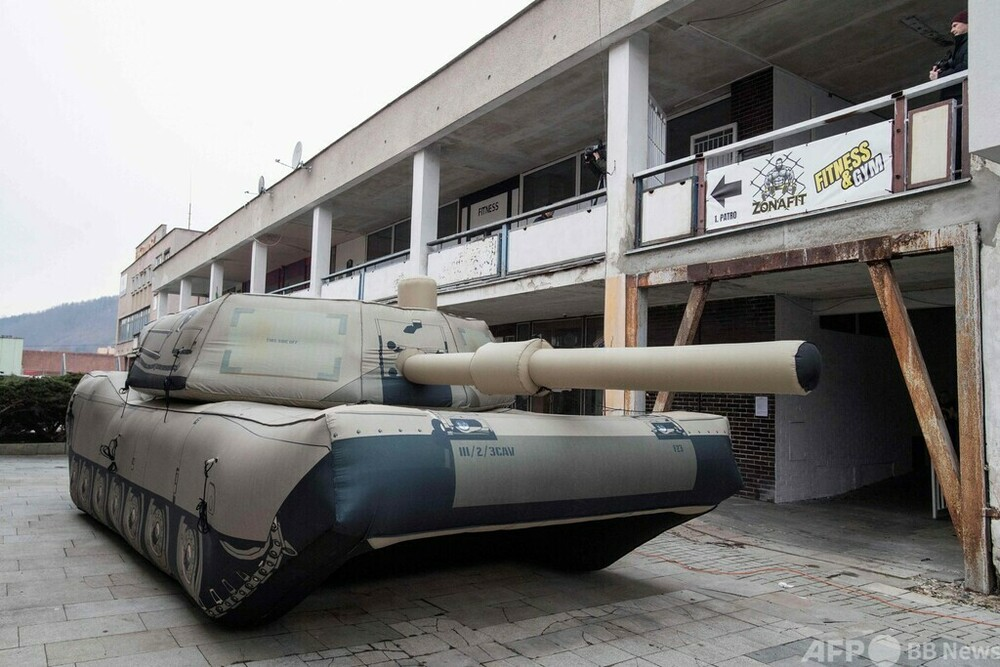 FITNESS
1. PATRO
ZONAFIT
FITNESS
&GYM
III/2/3CAV
AFP BB News